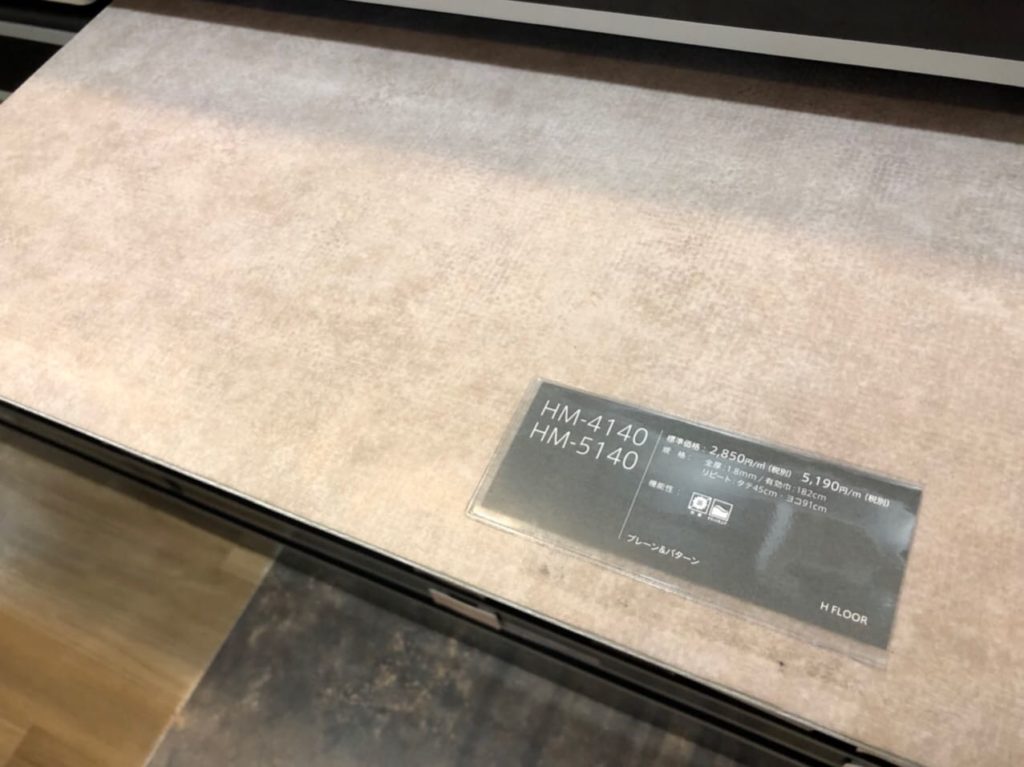 HM-4140
HM-5140
標準価格： 2,850円/㎡（税別） 5,190円/m（税別）
規　格： 全厚：1.8mm / 有効巾：182cm
リピート：タテ45cm・ヨコ91cm
機能性：
プレーン&パターン
H FLOOR